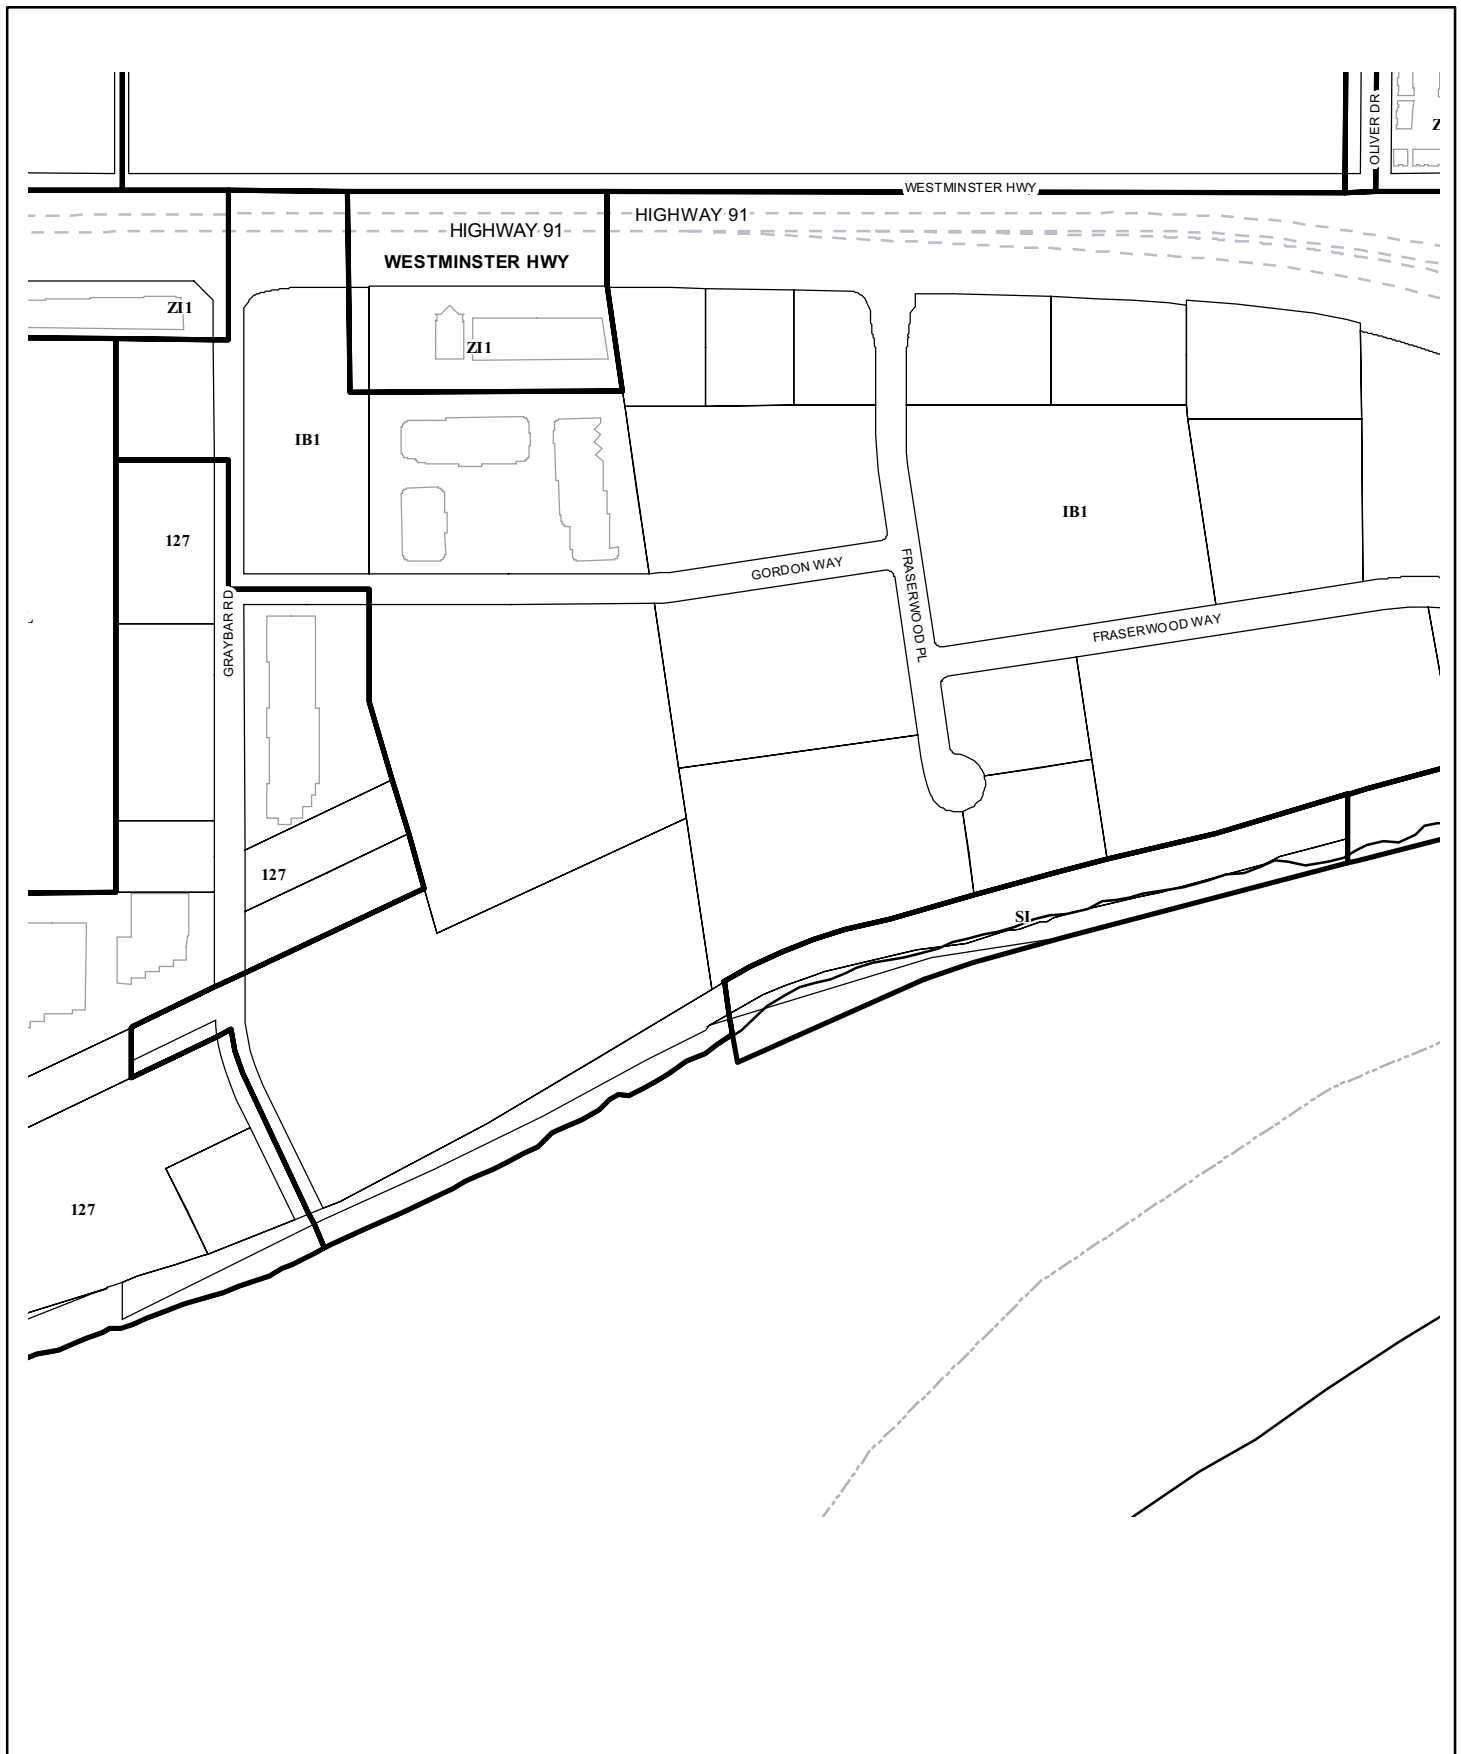 OLIVER DR
Z
WESTMINSTER HWY
HIGHWAY 91
HIGHWAY 91
WESTMINSTER HWY
ZI1
ZI1
IB1
IB1
127
GORDON WAY
FRASERWOOD PL
GRAYBAR RD
FRASERWOOD WAY
127
SI
127